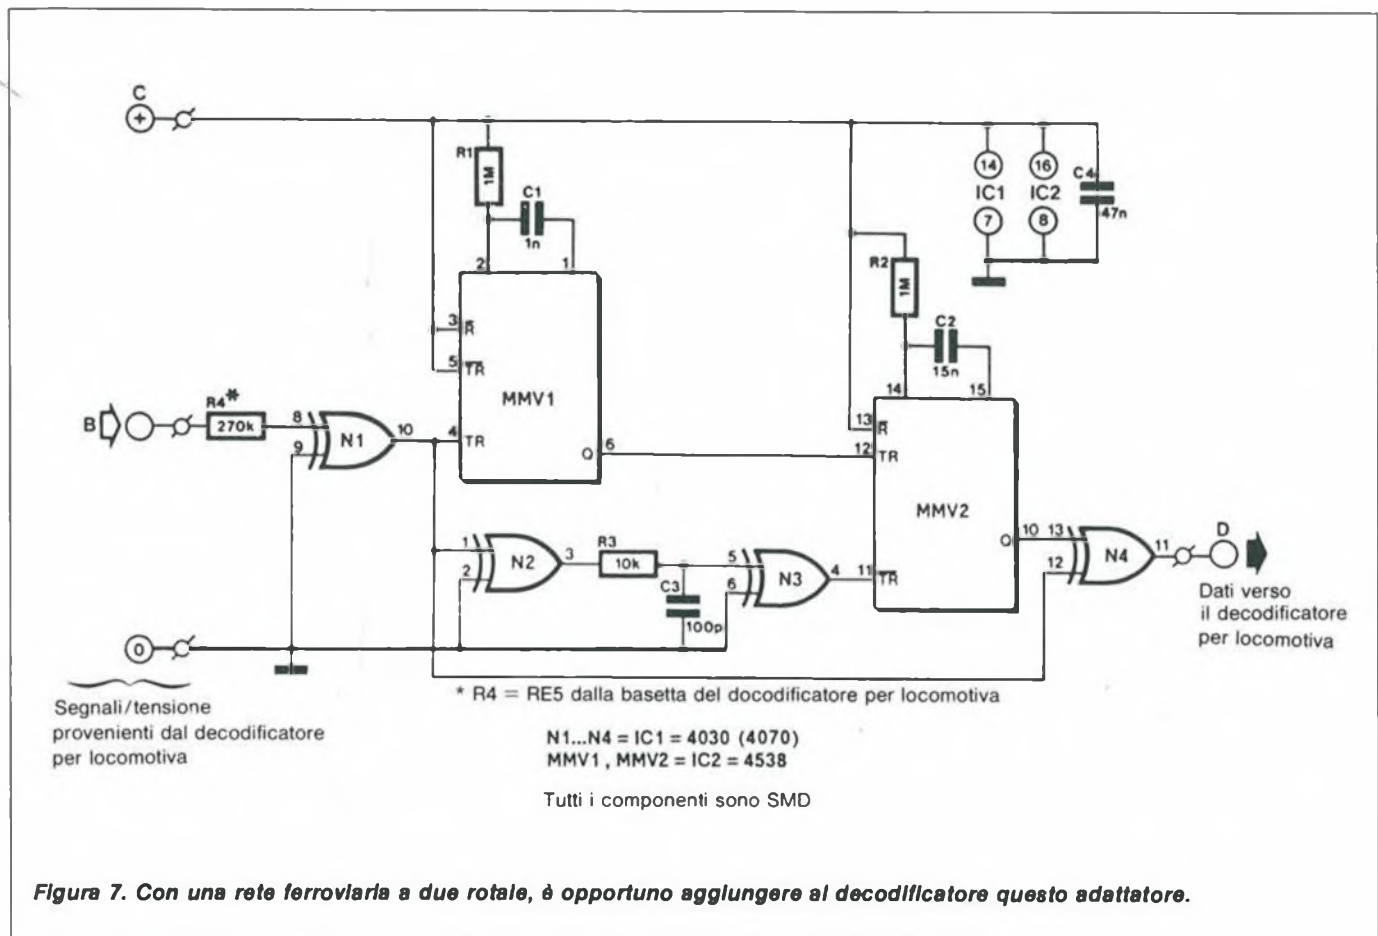 C
+
R1
1M
C1
1n
2
1
3
R
5
TR
MMV1
B
R4*
270k
8
9
N1
10
4
TR
Q
6
14
IC1
7
16
IC2
8
C4
47n
R2
1M
C2
15n
14
15
13
R
12
TR
MMV2
Q
10
11
TR
1
2
N2
3
R3
10k
C3
100p
5
6
N3
4
13
12
N4
11
D
Dati verso
il decodificatore
per locomotiva
0
Segnali/tensione
provenienti dal decodificatore
per locomotiva
* R4 = RE5 dalla basetta del docodificatore per locomotiva
N1...N4 = IC1 = 4030 (4070)
MMV1 , MMV2 = IC2 = 4538
Tutti i componenti sono SMD
Figura 7. Con una rete ferroviaria a due rotaie, è opportuno aggiungere al decodificatore questo adattatore.